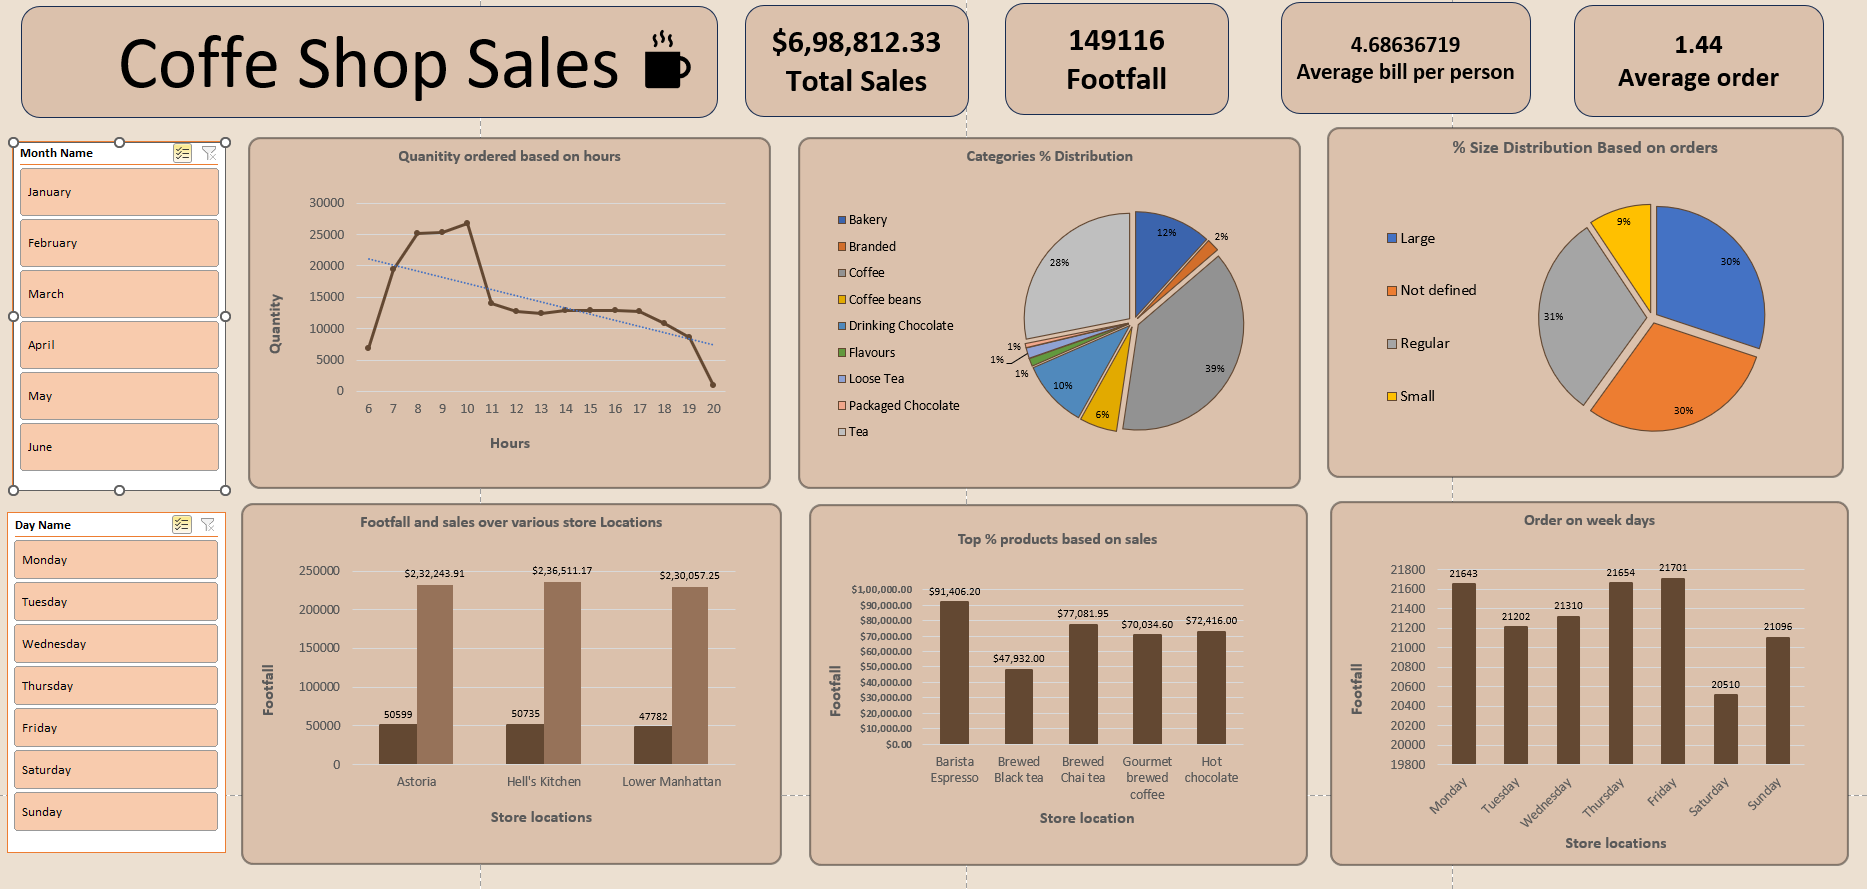 Coffe Shop Sales
$6,98,812.33
Total Sales
149116
Footfall
4.68636719
Average bill per person
1.44
Average order
Month Name
January
February
March
April
May
June
Quanitity ordered based on hours
30000
25000
20000
15000
10000
5000
0
Quantity
6 7 8 9 10 11 12 13 14 15 16 17 18 19 20
Hours
Categories % Distribution
Bakery
Branded
Coffee
Coffee beans
Drinking Chocolate
Flavours
Loose Tea
Packaged Chocolate
Tea
12%
2%
39%
6%
10%
1%
1%
1%
28%
% Size Distribution Based on orders
Large
Not defined
Regular
Small
30%
30%
31%
9%
Day Name
Monday
Tuesday
Wednesday
Thursday
Friday
Saturday
Sunday
Footfall and sales over various store Locations
250000
200000
150000
100000
50000
0
Footfall
$2,32,243.91
$2,36,511.17
$2,30,057.25
50599
50735
47782
Astoria
Hell's Kitchen
Lower Manhattan
Store locations
Top % products based on sales
$1,00,000.00
$90,000.00
$80,000.00
$70,000.00
$60,000.00
$50,000.00
$40,000.00
$30,000.00
$20,000.00
$10,000.00
$0.00
Footfall
$91,406.20
$47,932.00
$77,081.95
$70,034.60
$72,416.00
Barista
Espresso
Brewed
Black tea
Brewed
Chai tea
Gourmet
brewed
coffee
Hot
chocolate
Store location
Order on week days
21800
21600
21400
21200
21000
20800
20600
20400
20200
20000
19800
Footfall
21643
21202
21310
21654
21701
20510
21096
Monday
Tuesday
Wednesday
Thursday
Friday
Saturday
Sunday
Store locations